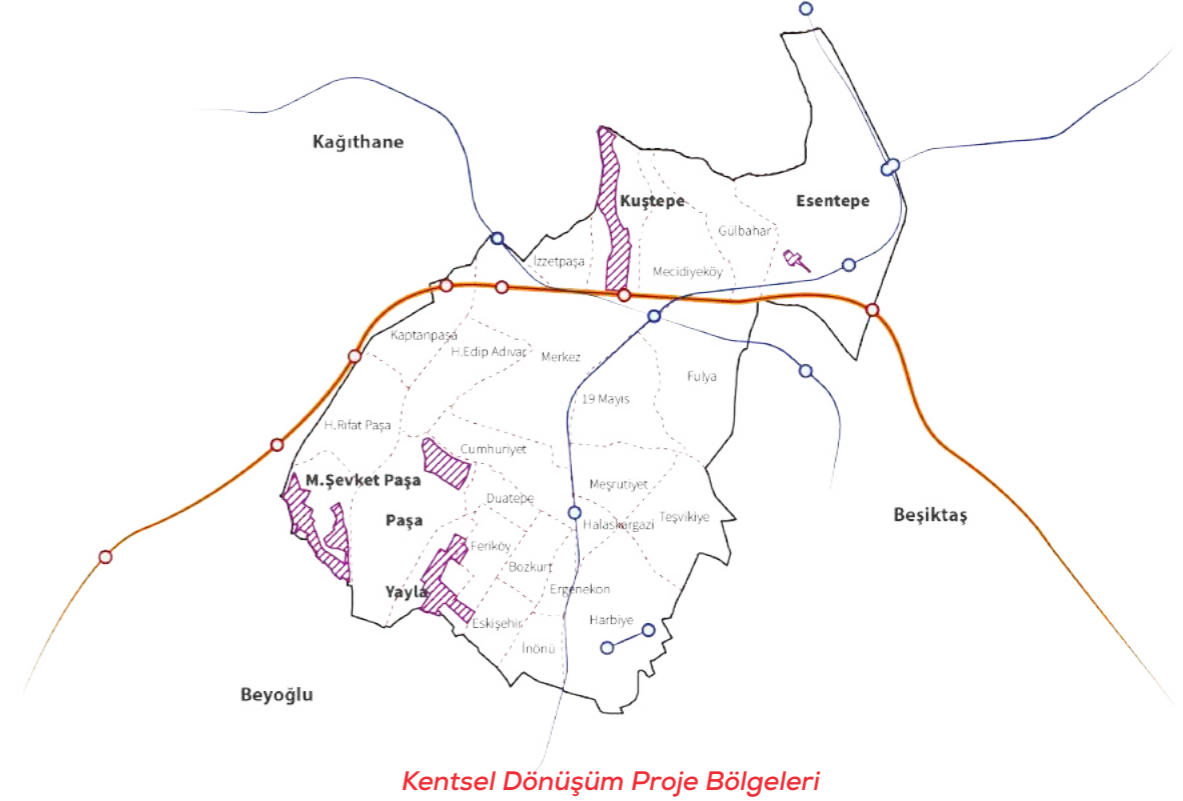 Kağıthane
Kuştepe
Esentepe
Gülbahar
İzzetpaşa
Mecidiyeköy
Kaptanpaşa
H.Edip Adıvar
Merkez
Fulya
19 Mayıs
H.Rıfat Paşa
Cumhuriyet
M.Şevket Paşa
Meşrutiyet
Duatepe
Paşa
Halaskargazi
Teşvikiye
Beşiktaş
Feriköy
Bozkurt
Yayla
Ergenekon
Eskişehir
Harbiye
İnönü
Beyoğlu
Kentsel Dönüşüm Proje Bölgeleri